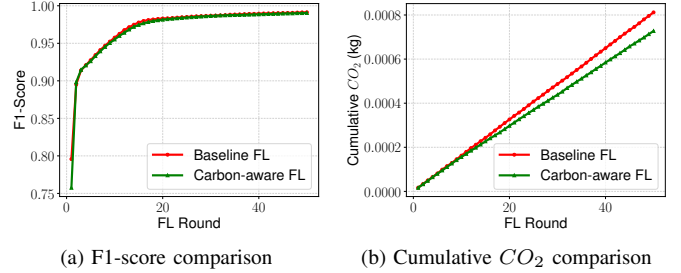 1.00
0.95
0.90
0.85
0.80
0.75
F1-Score
Baseline FL
Carbon-aware FL
0
20
40
FL Round
(a) F1-score comparison
0.0008
0.0006
0.0004
0.0002
0.0000
Cumulative CO2 (kg)
Baseline FL
Carbon-aware FL
0
20
40
FL Round
(b) Cumulative CO2 comparison